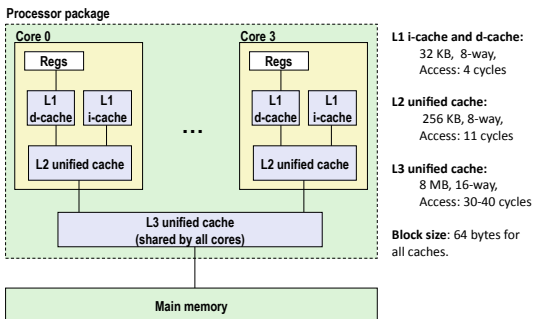 Processor package
Core 0
Regs
L1
d-cache
L1
i-cache
L2 unified cache
...
Core 3
Regs
L1
d-cache
L1
i-cache
L2 unified cache
L3 unified cache
(shared by all cores)
Main memory
L1 i-cache and d-cache:
32 KB, 8-way,
Access: 4 cycles
L2 unified cache:
256 KB, 8-way,
Access: 11 cycles
L3 unified cache:
8 MB, 16-way,
Access: 30-40 cycles
Block size: 64 bytes for
all caches.